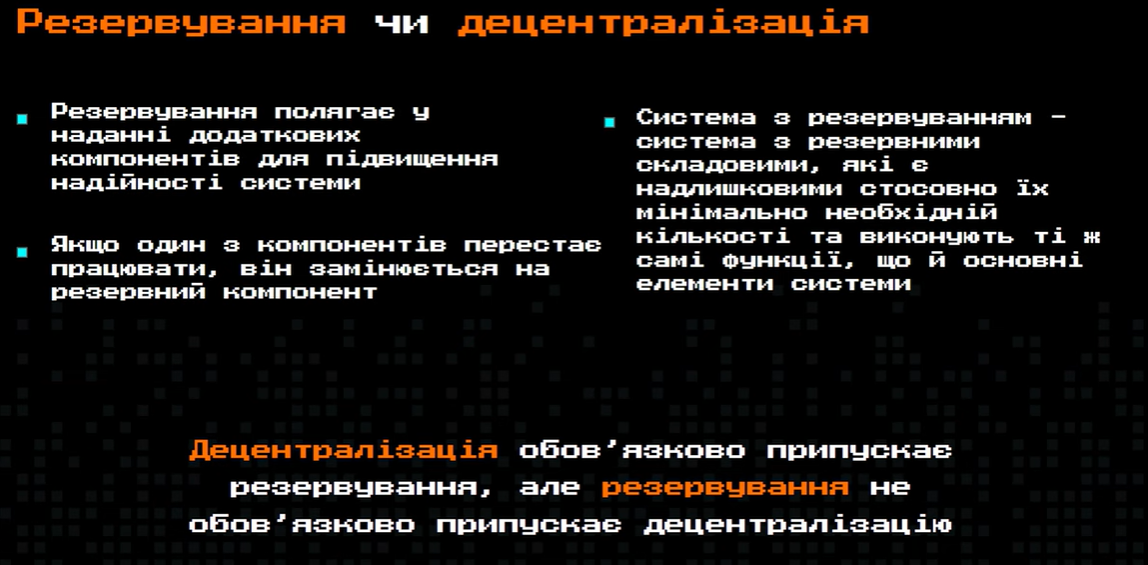 Резервування чи децентралізація
Резервування полягає у
наданні додаткових
компонентів для підвищення
надійності системи
Якщо один з компонентів перестає
працювати, він замінюється на
резервний компонент
Система з резервуванням –
система з резервними
складовими, які є
надлишковими стосовно їх
мінімально необхідній
кількості та виконують ті ж
самі функції, що й основні
елементи системи
Децентралізація обов’язково припускає
резервування, але резервування не
обов’язково припускає децентралізацію